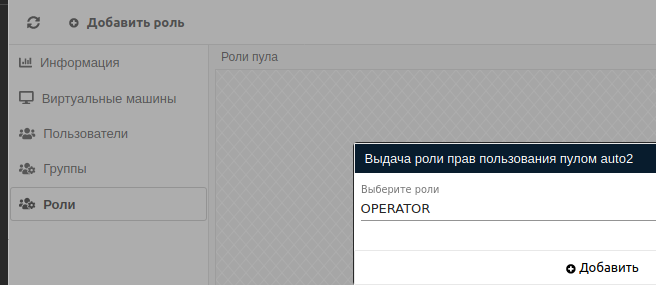 Добавить роль
Информация
Роли пула
Виртуальные машины
Пользователи
Группы
Роли
Выдача роли прав пользования пулом auto2
Выберите роли
OPERATOR
Добавить